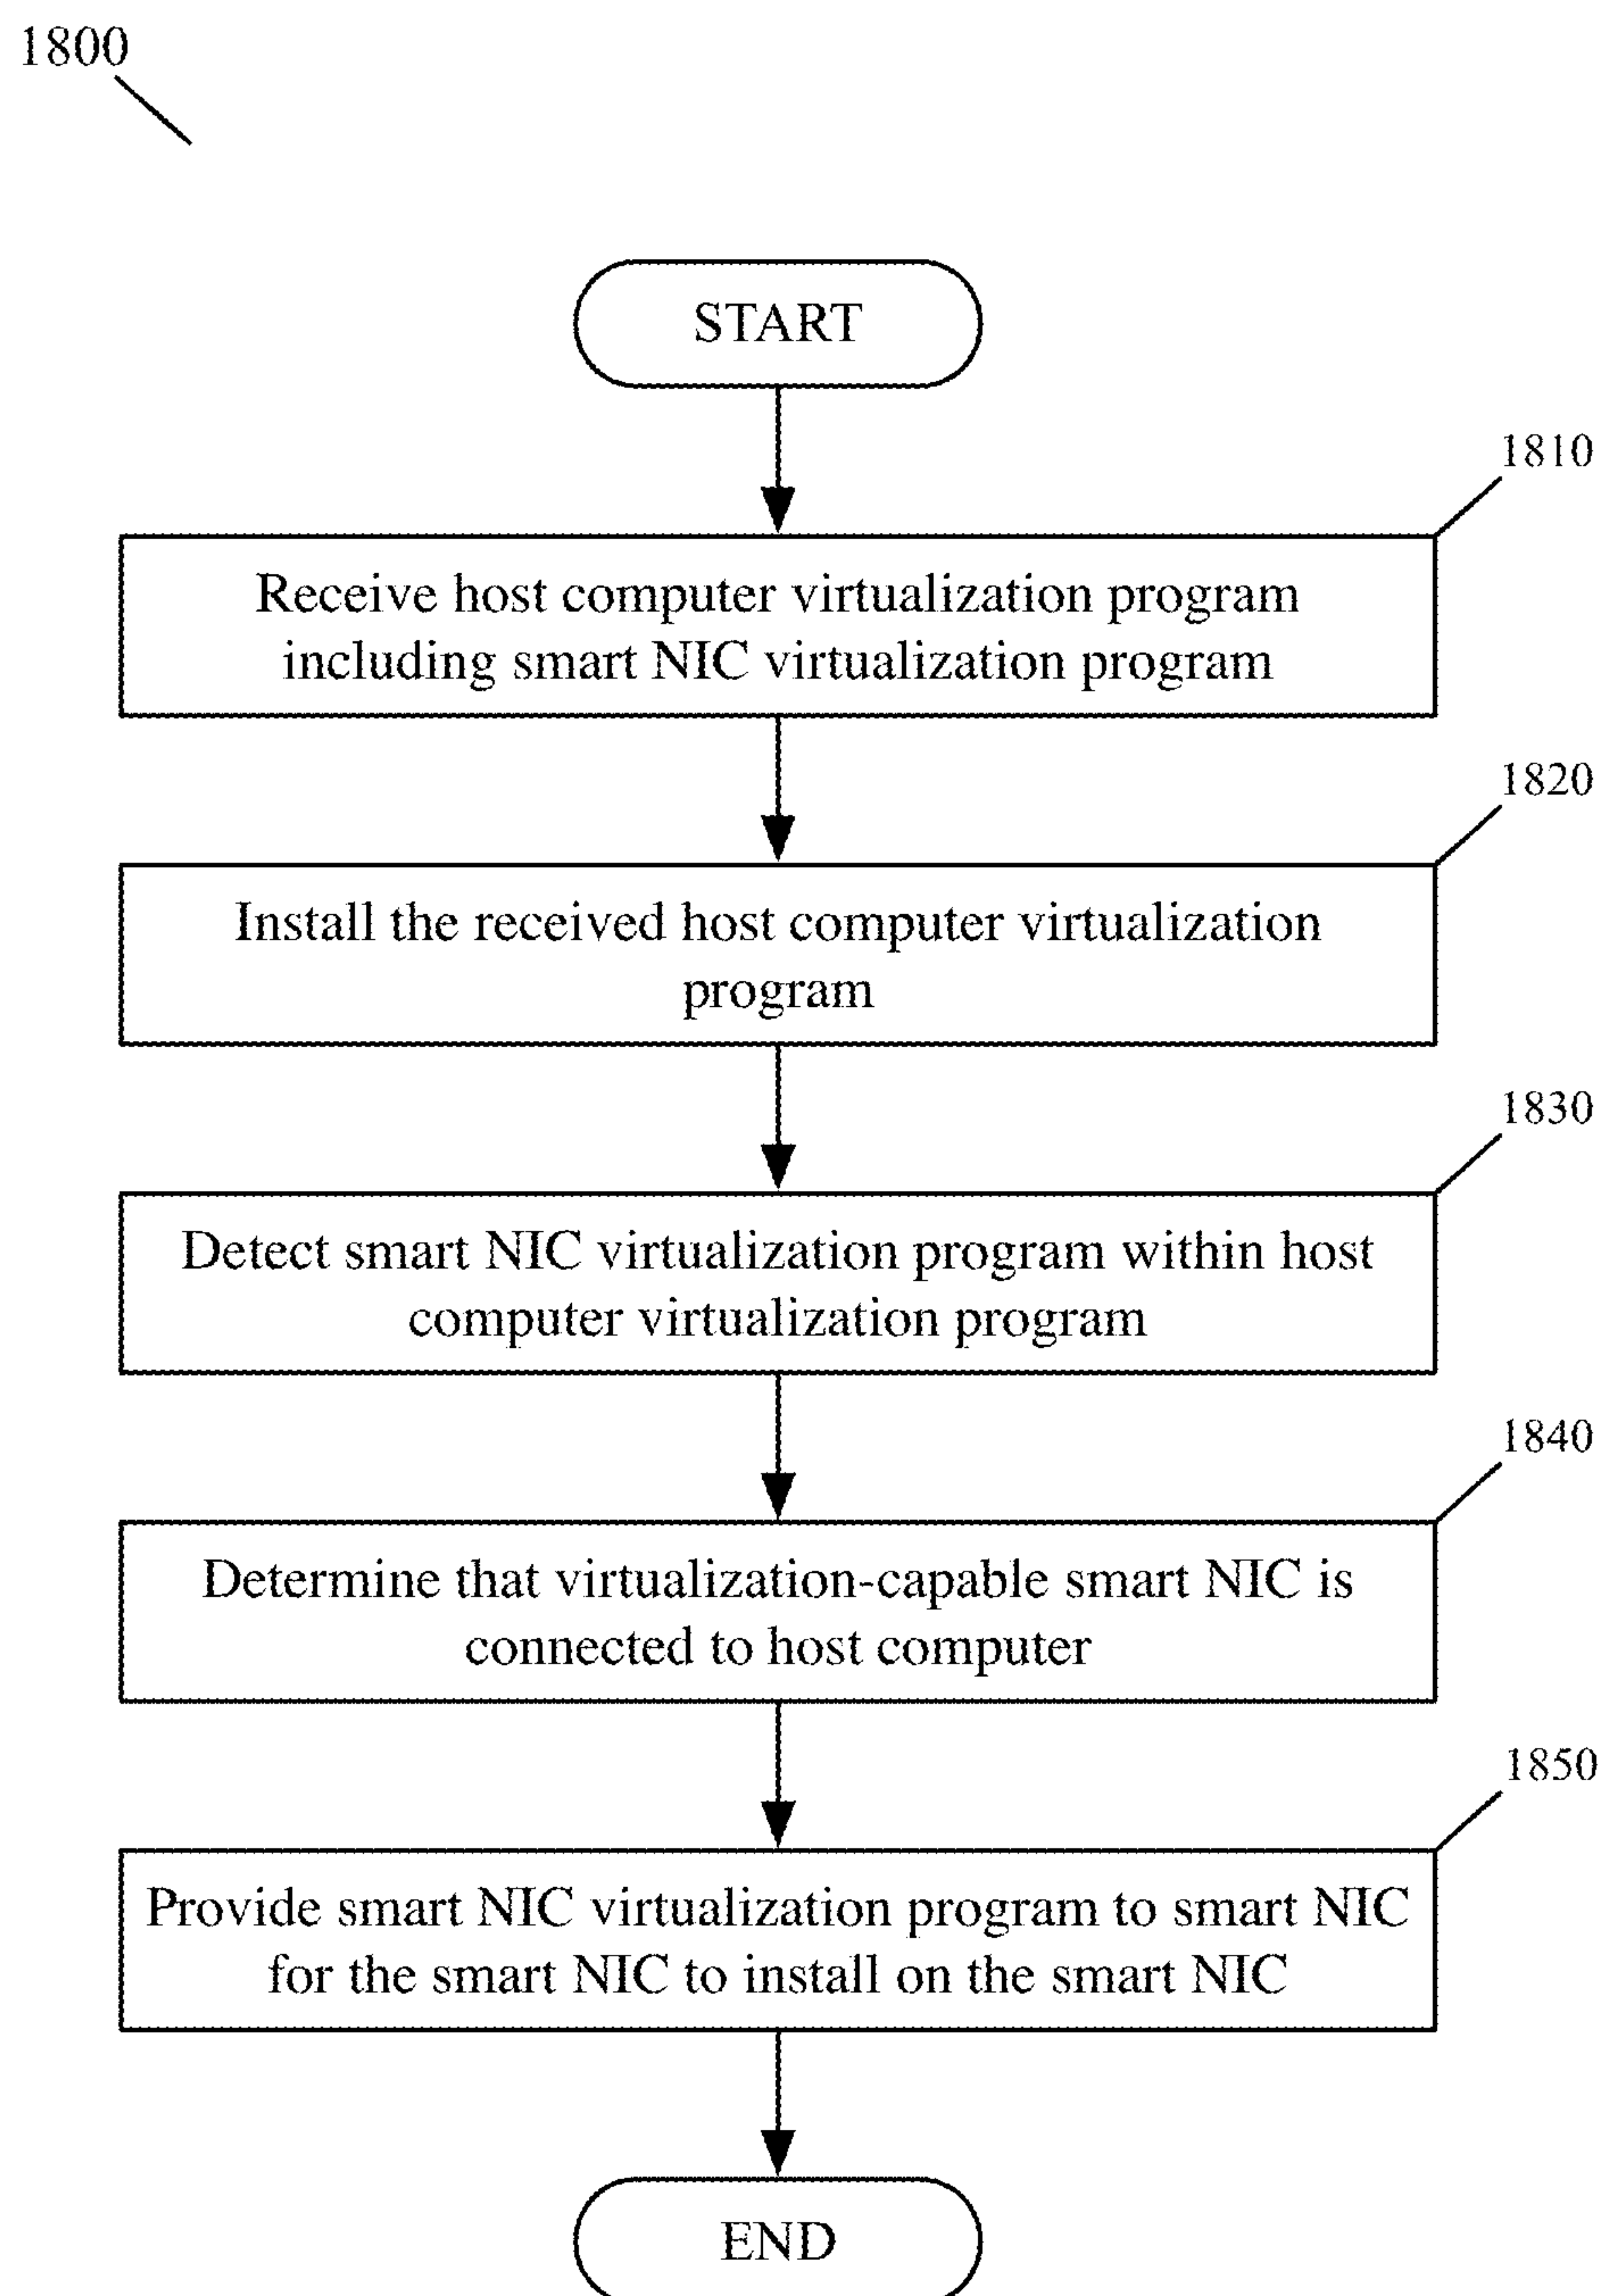 1800
START
1810
Receive host computer virtualization program
including smart NIC virtualization program
1820
Install the received host computer virtualization
program
1830
Detect smart NIC virtualization program within host
computer virtualization program
1840
Determine that virtualization-capable smart NIC is
connected to host computer
1850
Provide smart NIC virtualization program to smart NIC
for the smart NIC to install on the smart NIC
END